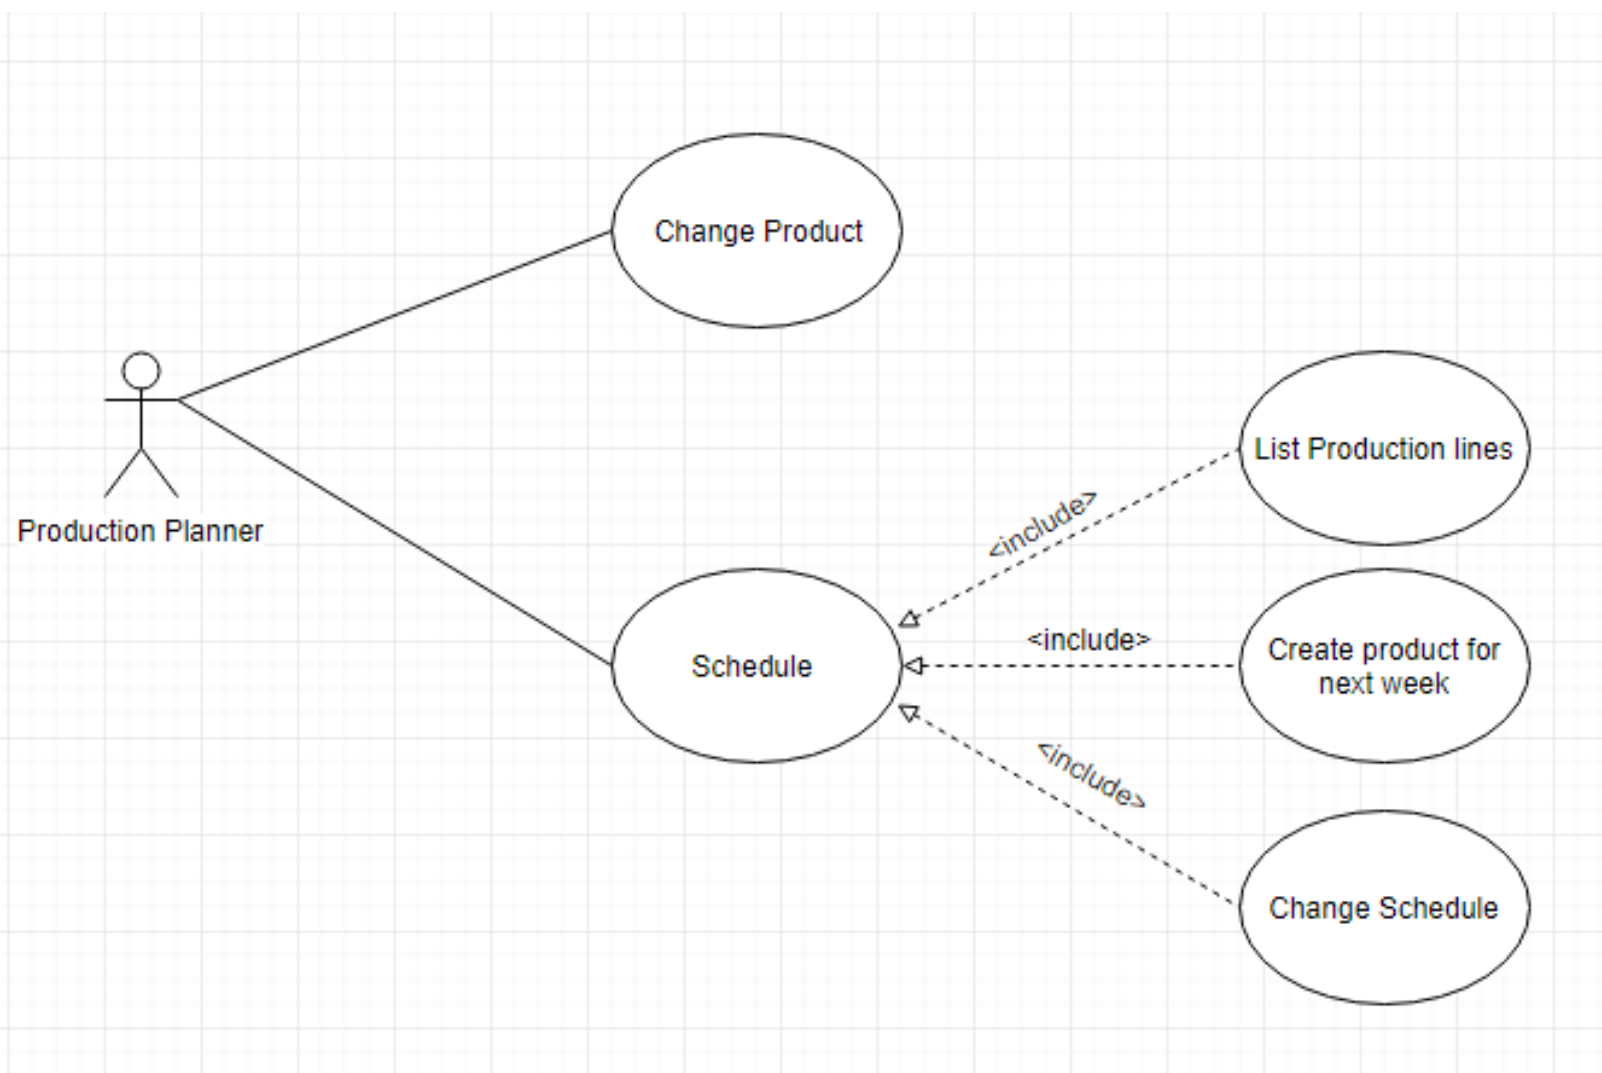 Change Product
Production Planner
List Production lines
<include>
Schedule
<include>
Create product for
next week
<include>
Change Schedule